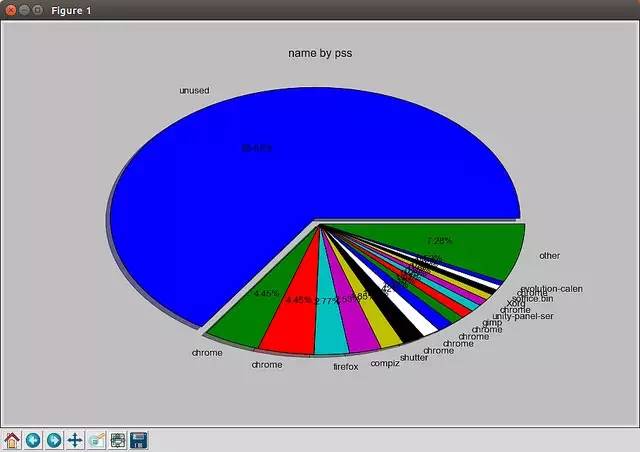 Figure 1
name by pss
unused
7.28%
other
4.45%
4.45%
2.77%
evolution-calen
chrome
soffice.bin
Xorg
chrome
unity-panel-ser
gimp
chrome
chrome
chrome
shutter
compiz
firefox
chrome
chrome